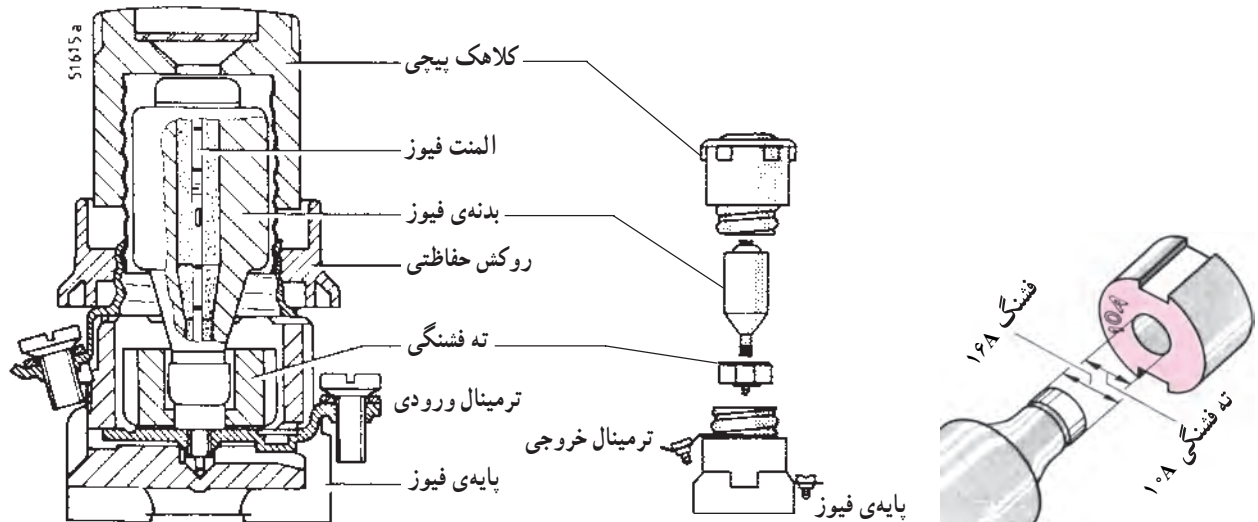 51615a
کلاهک پیچی
المنت فیوز
بدنه‌ی فیوز
روکش حفاظتی
ته فشنگی
ترمینال ورودی
پایه‌ی فیوز
ترمینال خروجی
پایه‌ی فیوز
10A
فشنگ ۱۶A
ته فشنگی ۱۰A